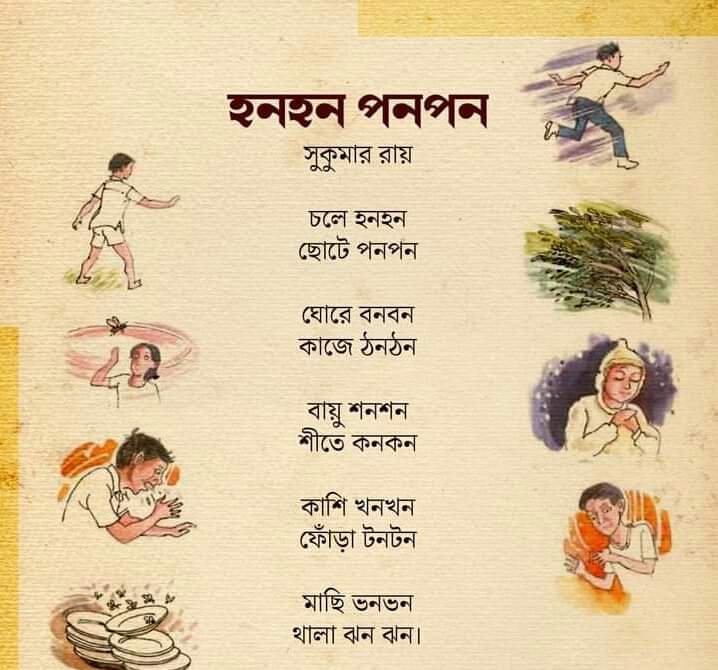 হনহন পনপন
সুকুমার রায়
চলে হনহন
ছোটে পনপন
ঘোরে বনবন
কাজে ঠনঠন
বায়ু শনশন
শীতে কনকন
কাশি খনখন
ফোঁড়া টনটন
মাছি ভনভন
থালা ঝন ঝন।